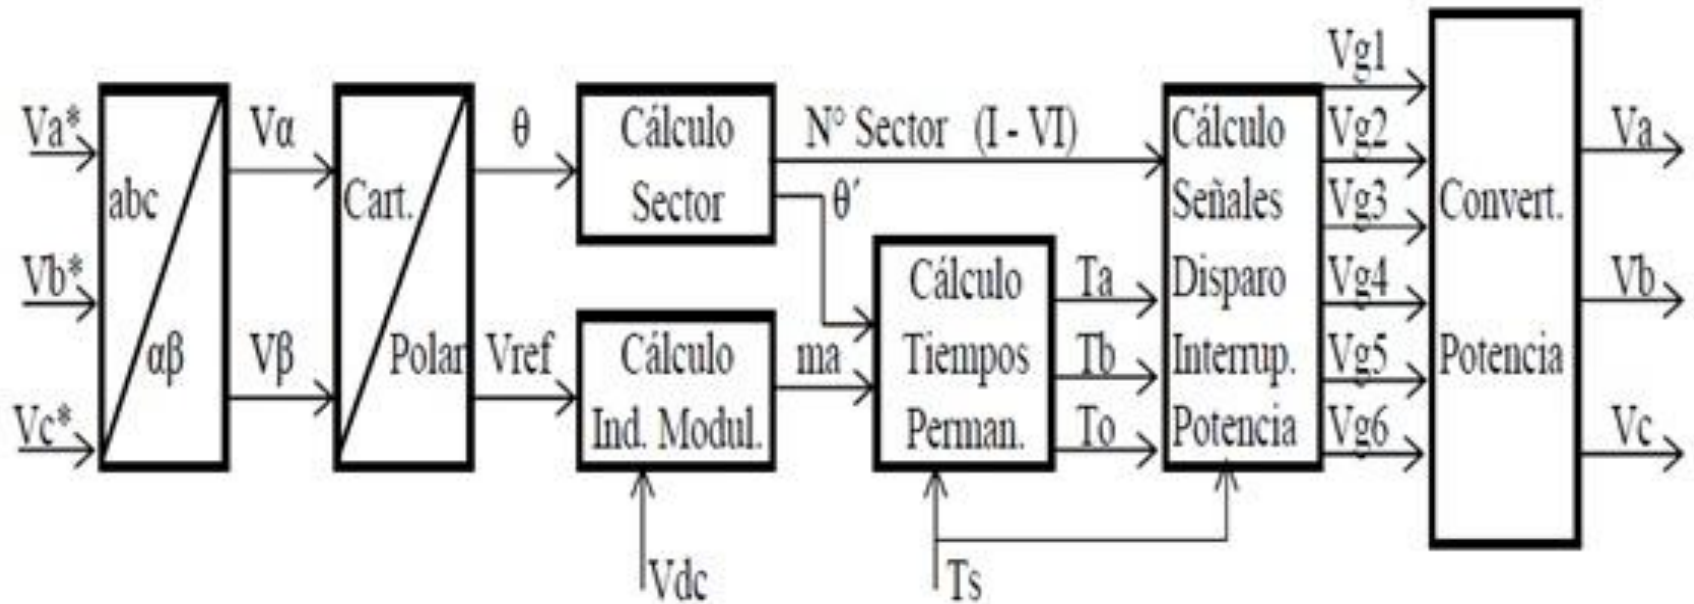 Va*
Vb*
Vc*
abc
αβ
Vα
Vβ
Cart.
Polar
θ
Vref
Cálculo
Sector
Cálculo
Ind. Modul.
Vdc
N° Sector (I - VI)
θ´
ma
Cálculo
Tiempos
Perman.
Ts
Ta
Tb
To
Cálculo
Señales
Disparo
Interrup.
Potencia
Vg1
Vg2
Vg3
Vg4
Vg5
Vg6
Convert.
Potencia
Va
Vb
Vc